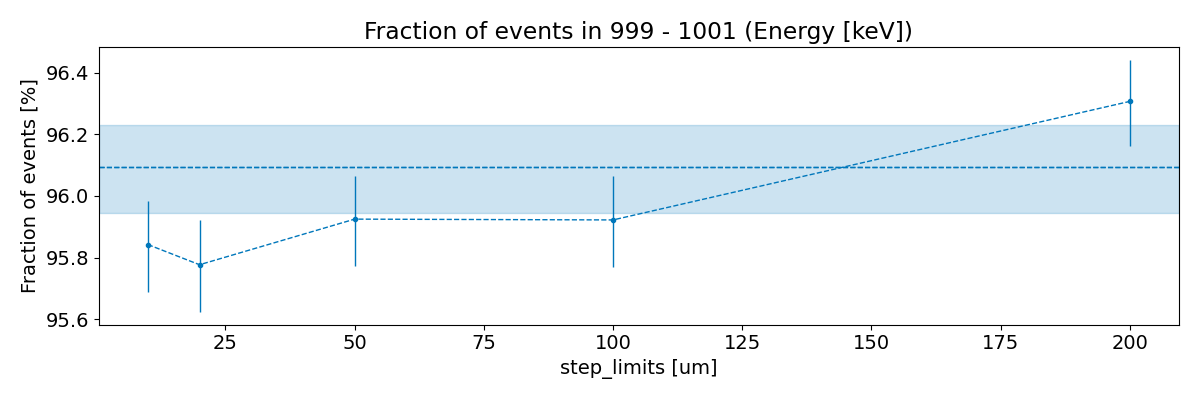 Fraction of events in 999 - 1001 (Energy [keV])
Fraction of events [%]
96.4
96.2
96.0
95.8
95.6
25 50 75 100 125 150 175 200
step_limits [um]